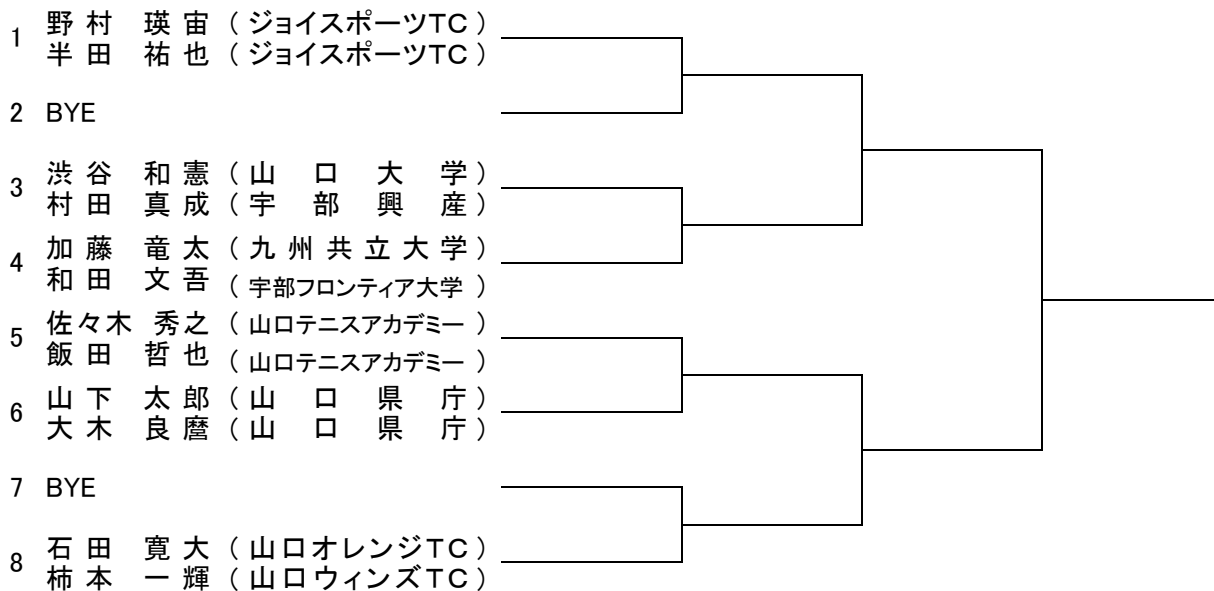 1 野村 瑛宙 (ジョイスポーツTC)
半田 祐也 (ジョイスポーツTC)
2 BYE
3 渋谷 和憲 (山口大学)
村田 真成 (宇部興産)
4 加藤 竜太 (九州共立大学)
和田 文吾 (宇部フロンティア大学)
5 佐々木 秀之 (山口テニスアカデミー)
飯田 哲也 (山口テニスアカデミー)
6 山下 太郎 (山口県庁)
大木 良麿 (山口県庁)
7 BYE
8 石田 寛大 (山口オレンジTC)
柿本 一輝 (山口ウィンズTC)